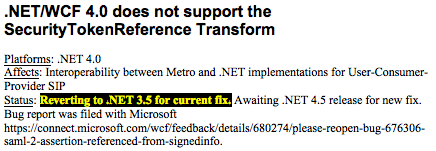 .NET/WCF 4.0 does not support the
SecurityTokenReference Transform
Platforms: .NET 4.0
Affects: Interoperability between Metro and .NET implementations for User-Consumer-
Provider SIP
Status: Reverting to .NET 3.5 for current fix. Awaiting .NET 4.5 release for new fix.
Bug report was filed with Microsoft
https://connect.microsoft.com/wcf/feedback/details/680274/please-reopen-bug-676306-
saml-2-assertion-referenced-from-signedinfo.